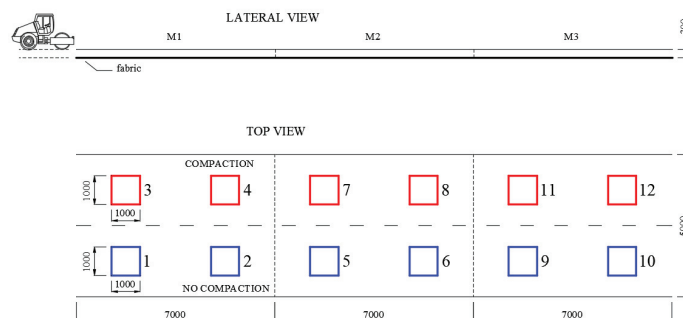 LATERAL VIEW
M1 M2 M3
fabric
TOP VIEW
COMPACTION
3 4 7 8 11 12
1000
1000
1 2 5 6 9 10
1000
1000
NO COMPACTION
7000 7000 7000